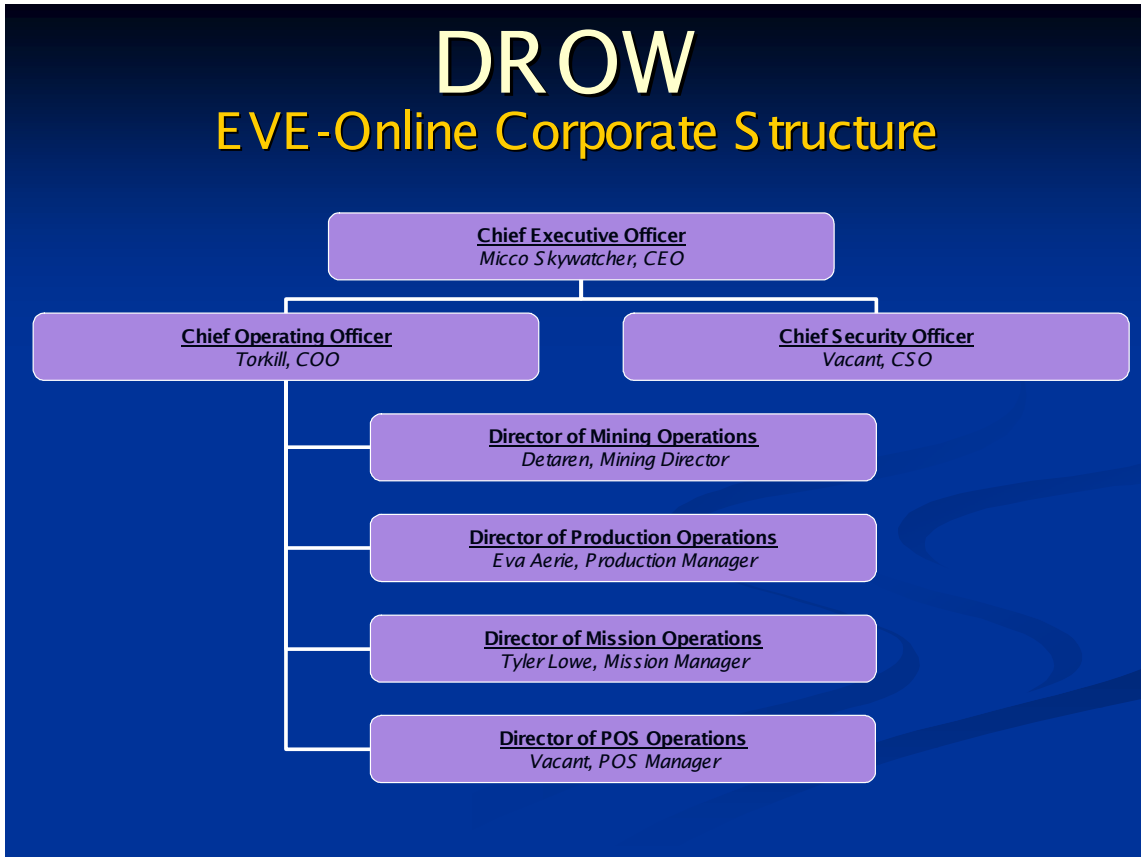 DROW
EVE-Online Corporate Structure
Chief Executive Officer
Micco Skywatcher, CEO
Chief Operating Officer
Torkill, COO
Chief Security Officer
Vacant, CSO
Director of Mining Operations
Detaren, Mining Director
Director of Production Operations
Eva Aerie, Production Manager
Director of Mission Operations
Tyler Lowe, Mission Manager
Director of POS Operations
Vacant, POS Manager